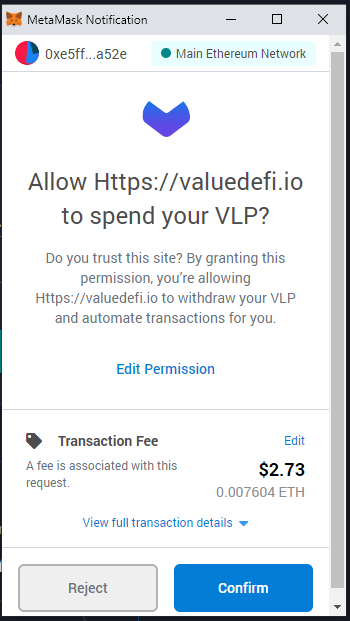 MetaMask Notification
0xe5ff...a52e
Main Ethereum Network
Allow Https://valuedefi.io
to spend your VLP?
Do you trust this site? By granting this
permission, you're allowing
Https://valuedefi.io to withdraw your VLP
and automate transactions for you.
Edit Permission
Transaction Fee
Edit
A fee is associated with this
request.
$2.73
0.007604 ETH
View full transaction details
Reject
Confirm